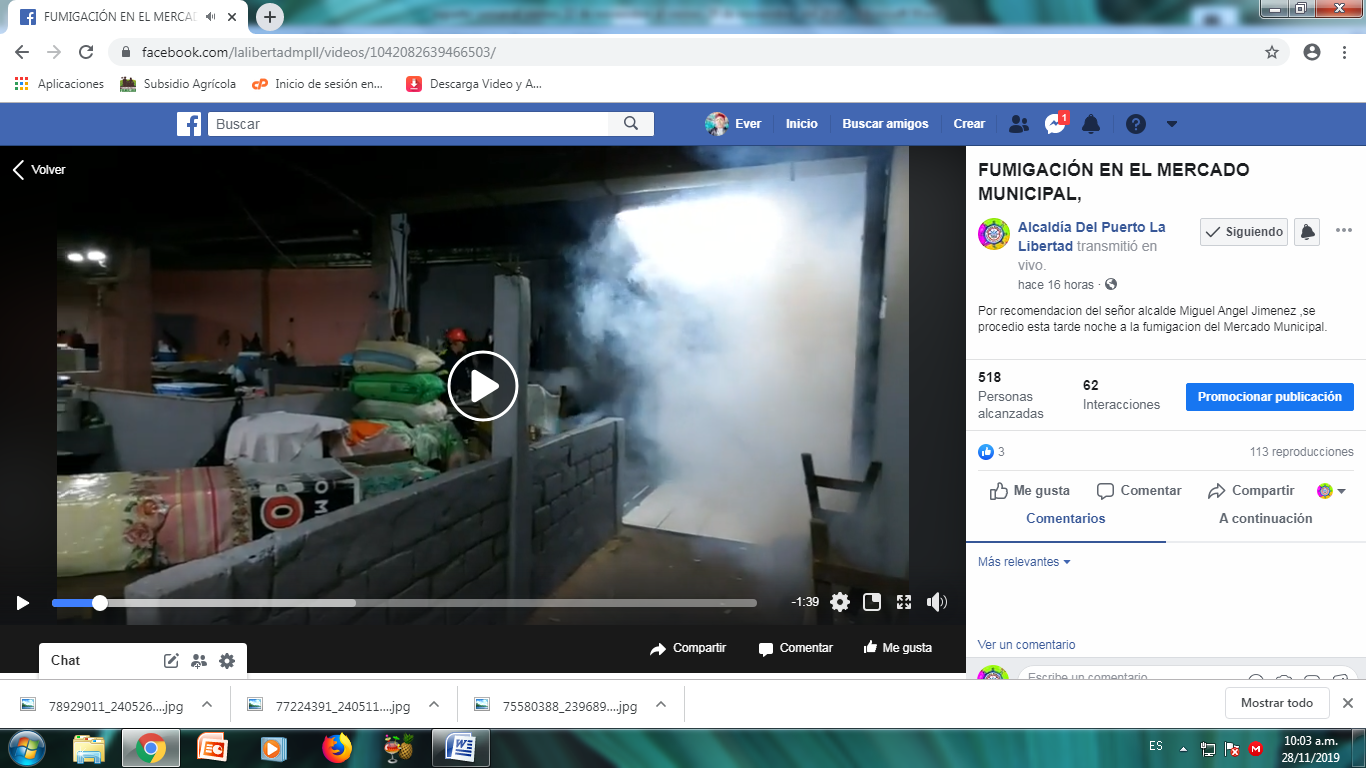 FUMIGACIÓN EN EL MERCAD
facebook.com/lalibertadmpll/videos/1042082639466503/
Aplicaciones
Subsidio Agrícola
Inicio de sesión en...
Descarga Video y A...
Buscar
Ever
Inicio
Buscar amigos
Crear
1
Volver
FUMIGACIÓN EN EL MERCADO
MUNICIPAL,
Alcaldía Del Puerto La
Libertad transmitió en
vivo.
hace 16 horas ·
Siguiendo
Por recomendacion del señor alcalde Miguel Angel Jimenez ,se
procedio esta tarde noche a la fumigacion del Mercado Municipal.
518
Personas
alcanzadas
62
Interacciones
Promocionar publicación
3
113 reproducciones
Me gusta
Comentar
Compartir
Comentarios
A continuación
Más relevantes
Ver un comentario
Escribe un comentario
-1:39
Compartir
Comentar
Me gusta
Chat
78929011_240526....jpg
77224391_240511....jpg
75580388_239689....jpg
Mostrar todo
ES
10:03 a.m.
28/11/2019